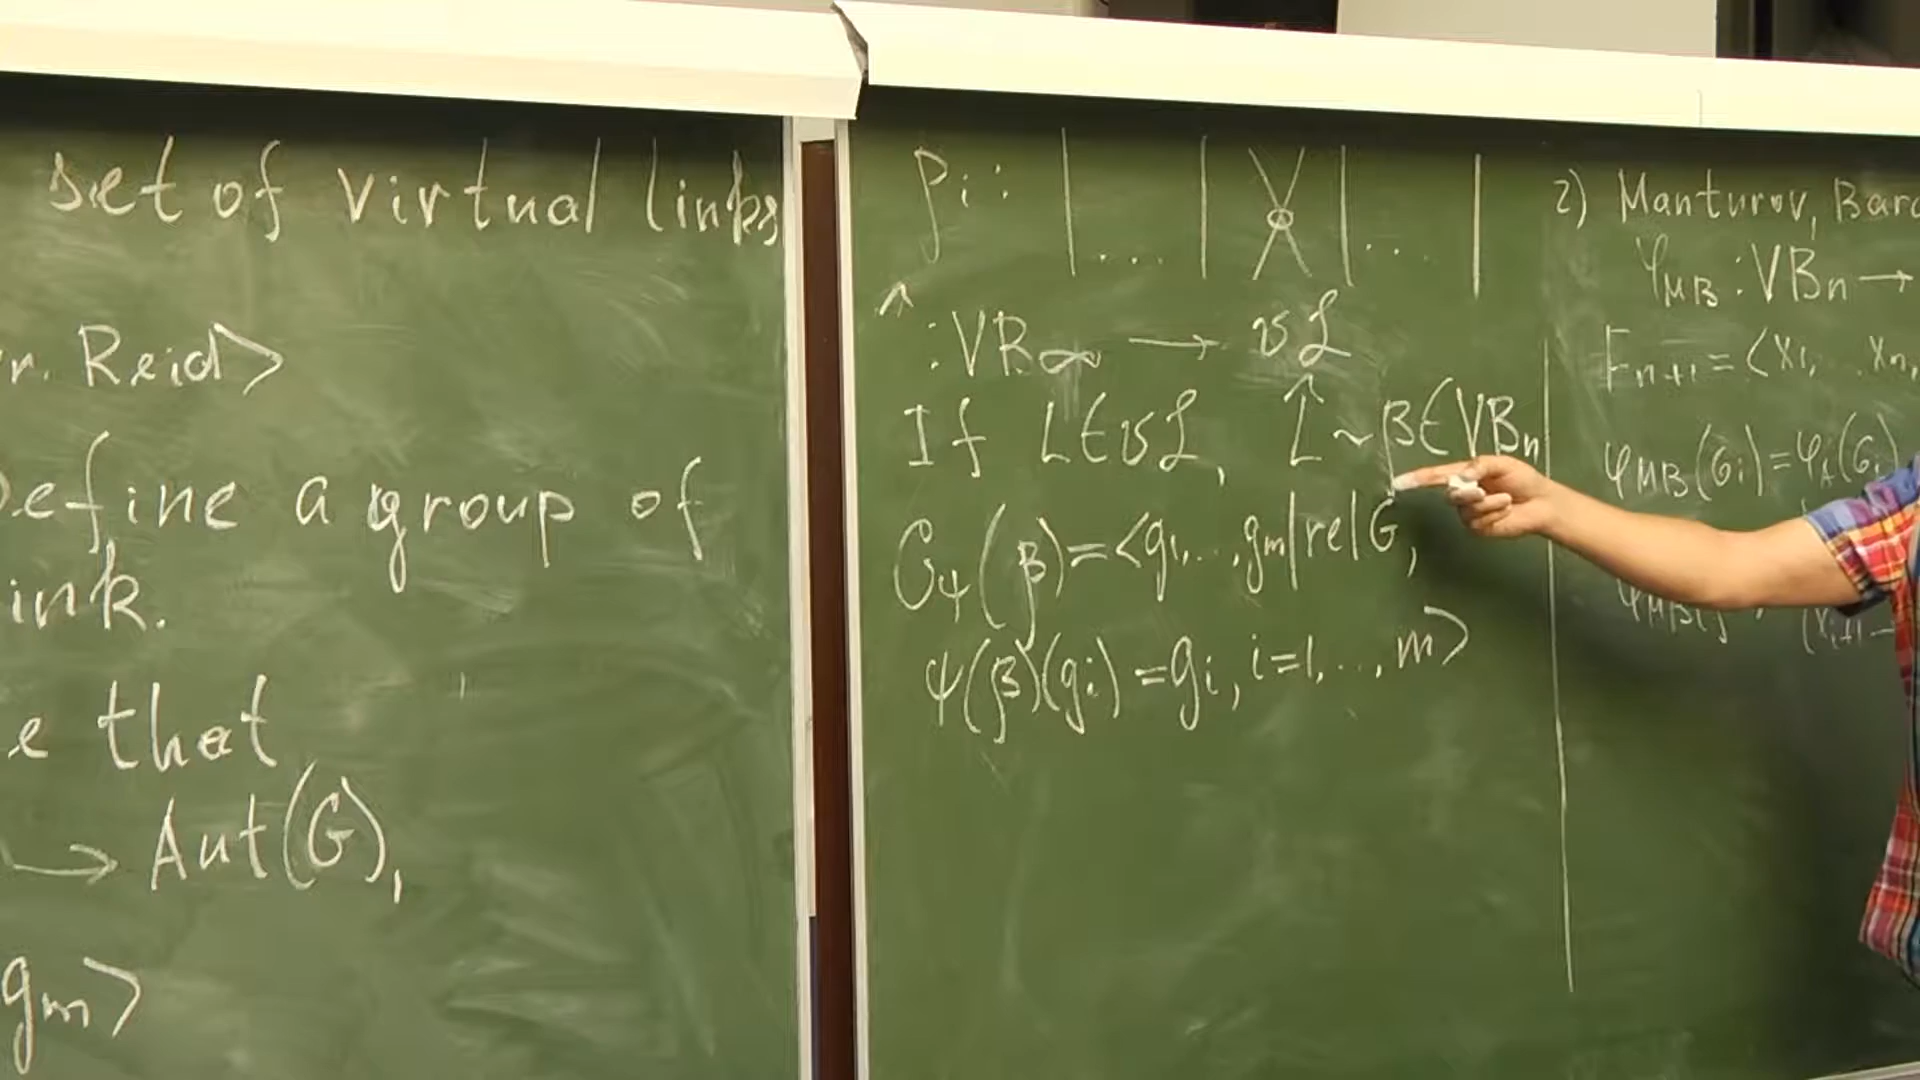 set of virtual links
r. Reid>
Define a group of
ink.
e that
→ Aut(G),
gm>
ρi: | .... | X | .. |
^ : VB∞ → vℒ
If L∈vℒ, L̂ ~ β∈VBn
Gψ(β)=<g1,..,gm|rel G,
ψ(β)(gi)=gi, i=1,..,m>
2) Manturov, Bard
φMB : VBn →
Fn+1 = <x1, .. xn,
φMB(σi)=φA(σi)